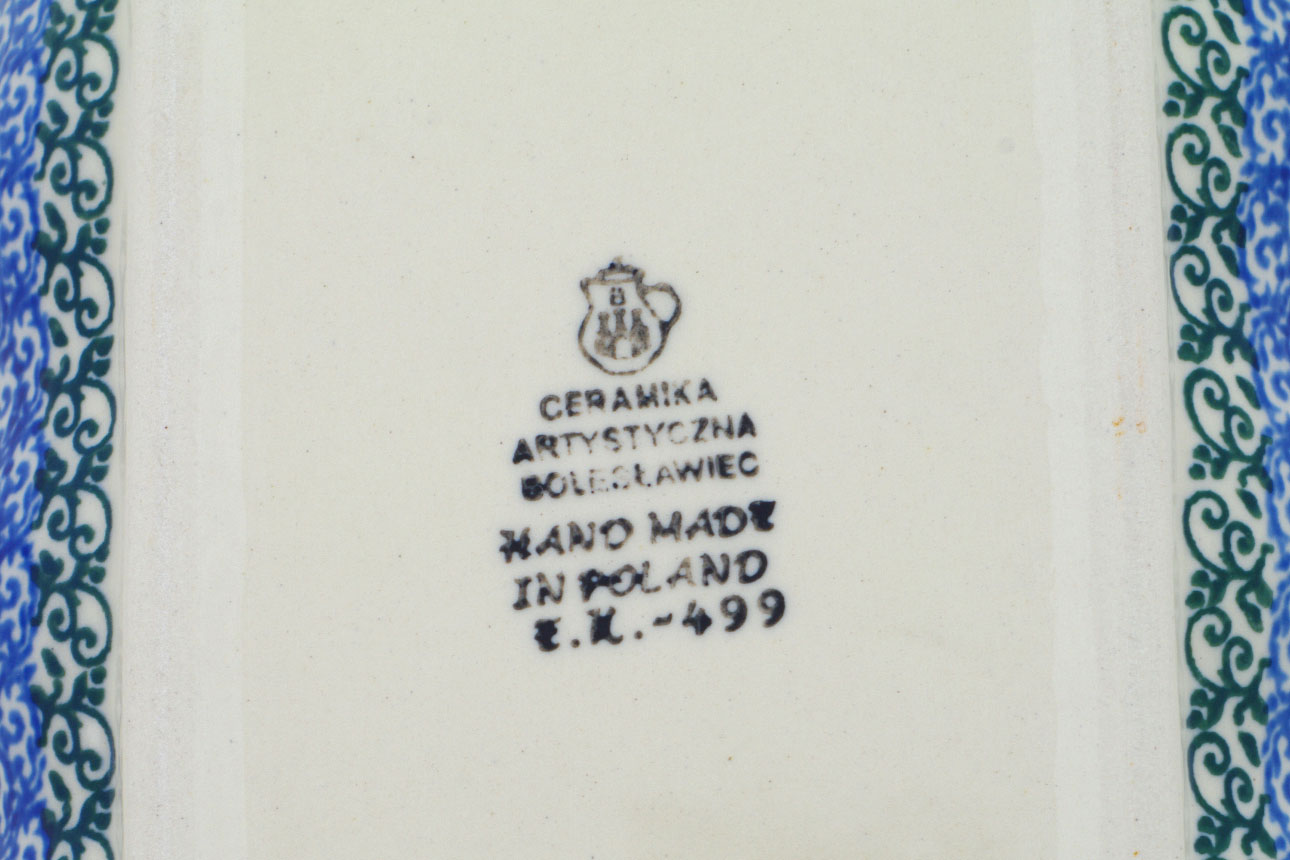 CERAMIKA
ARTYSTYCZNA
BOLESŁAWIEC
HAND MADE
IN POLAND
Z.K.-499